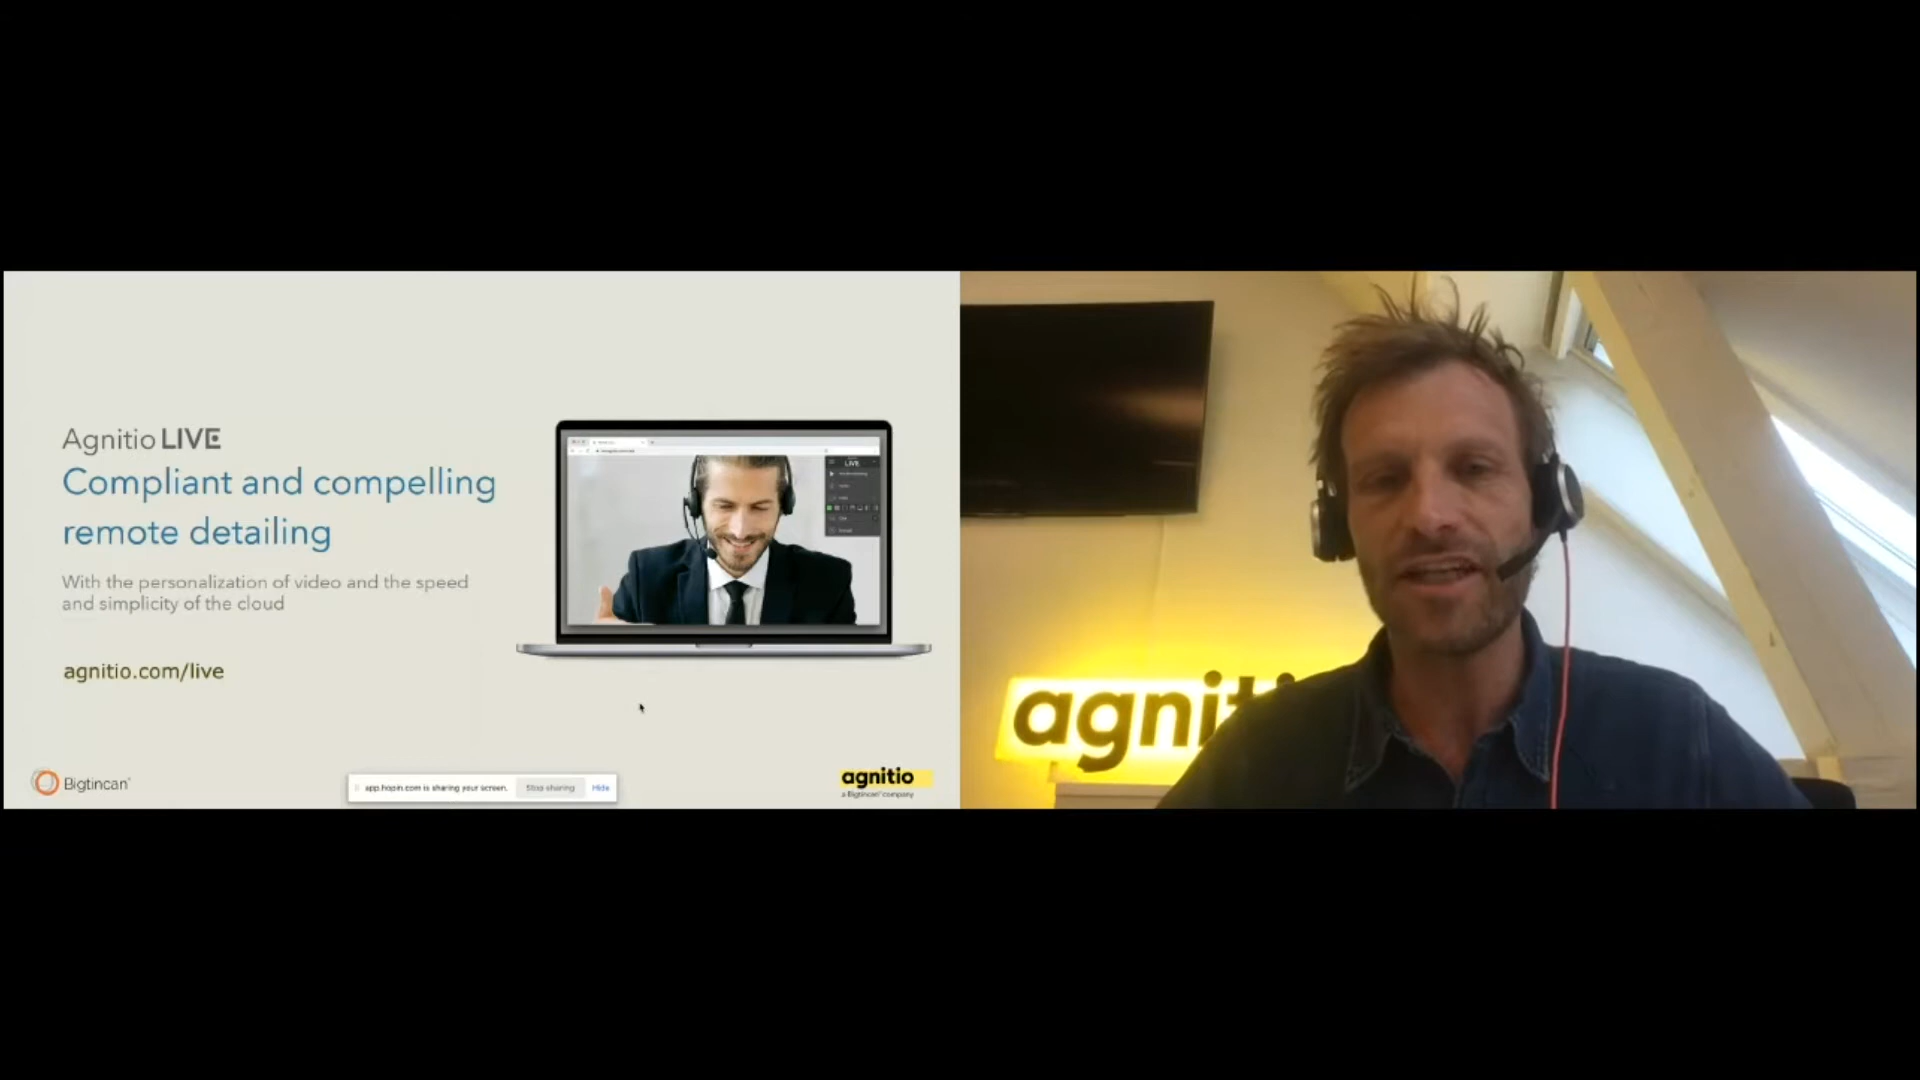 Agnitio LIVE
Compliant and compelling
remote detailing
With the personalization of video and the speed
and simplicity of the cloud
agnitio.com/live
Bigtincan
app.hopin.com is sharing your screen.
Stop sharing
Hide
agnitio
a Bigtincan company
LIVE
agniti